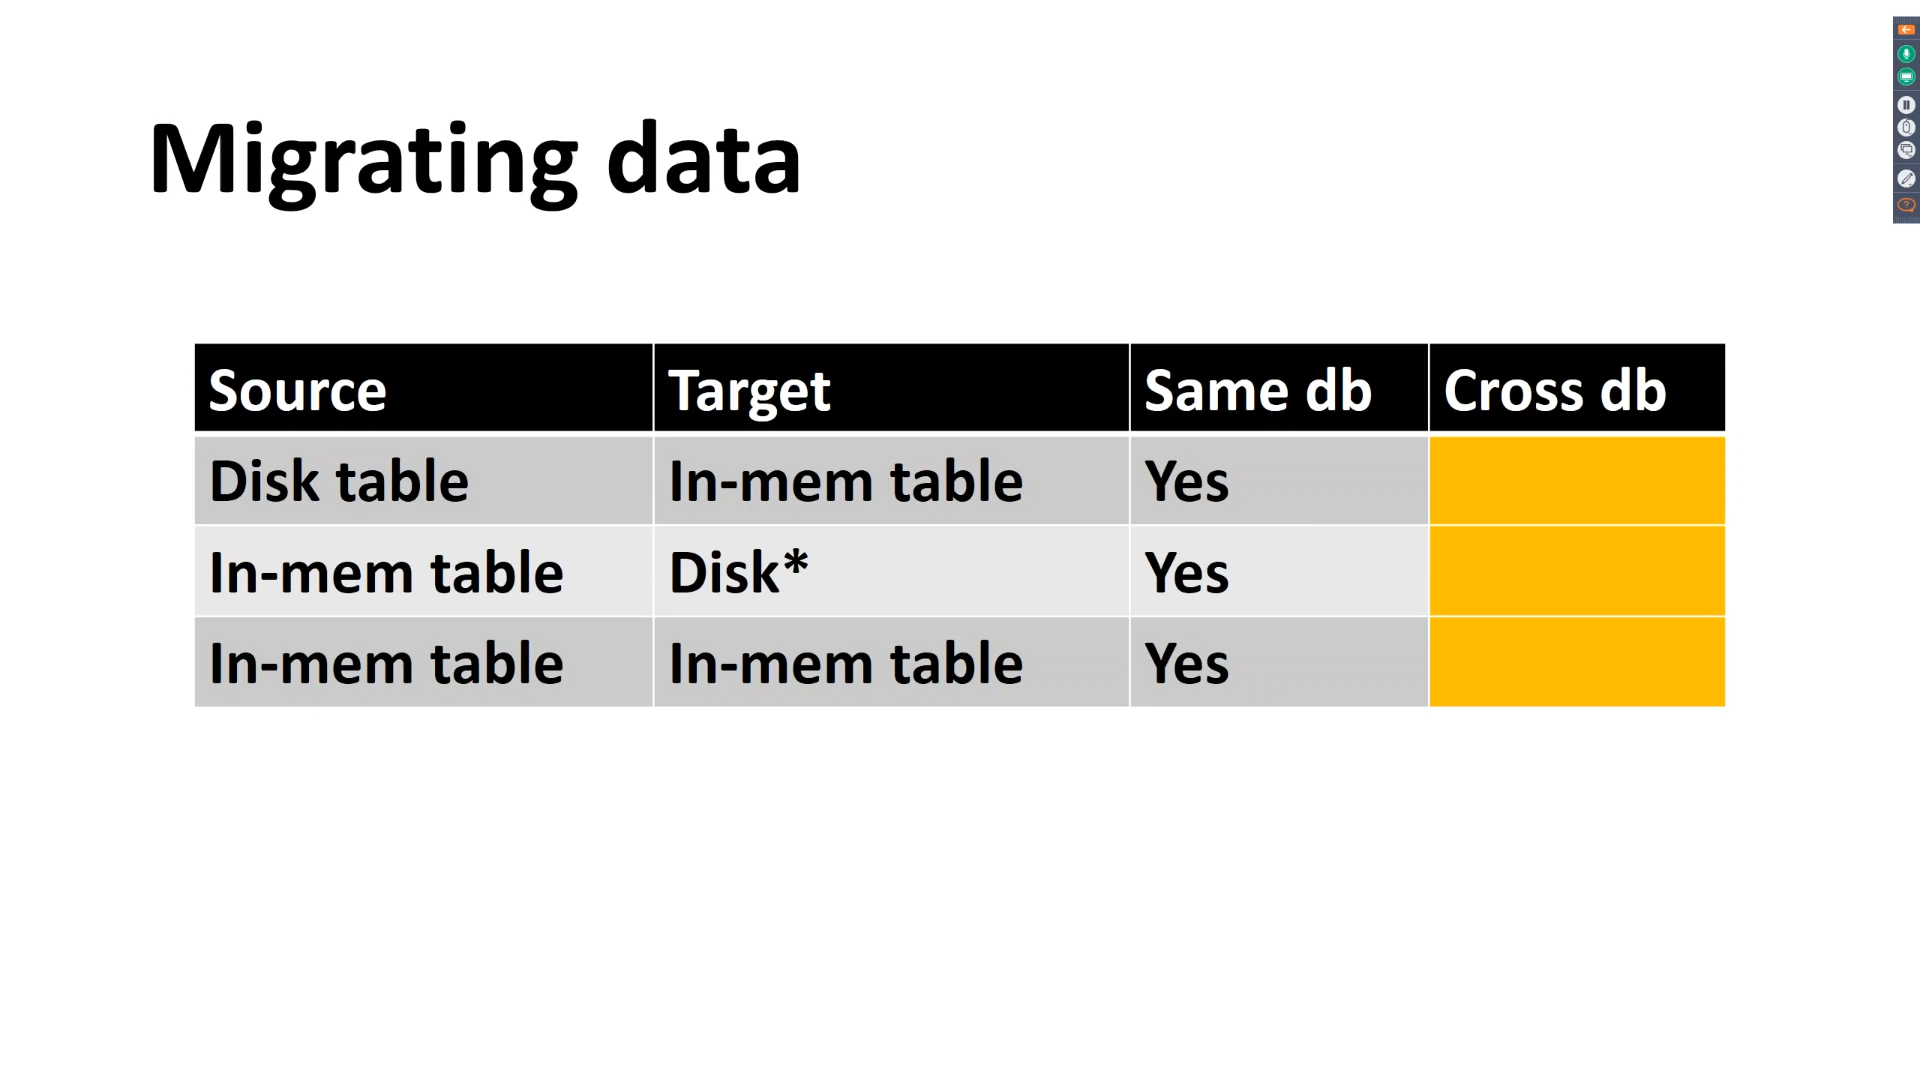 Migrating data
Source Target Same db Cross db
Disk table In-mem table Yes
In-mem table Disk* Yes
In-mem table In-mem table Yes